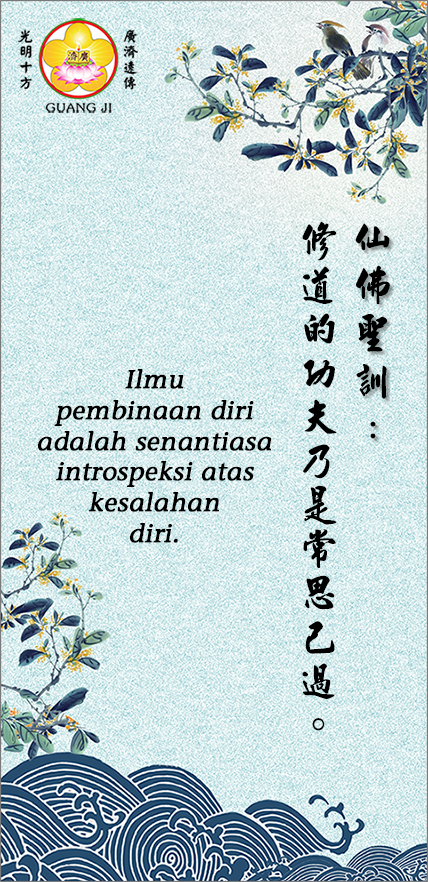 光明十方
廣濟
廣濟遠傳
GUANG JI
仙佛聖訓：
修道的功夫乃是常思己過。
Ilmu
pembinaan diri
adalah senantiasa
introspeksi atas
kesalahan
diri.